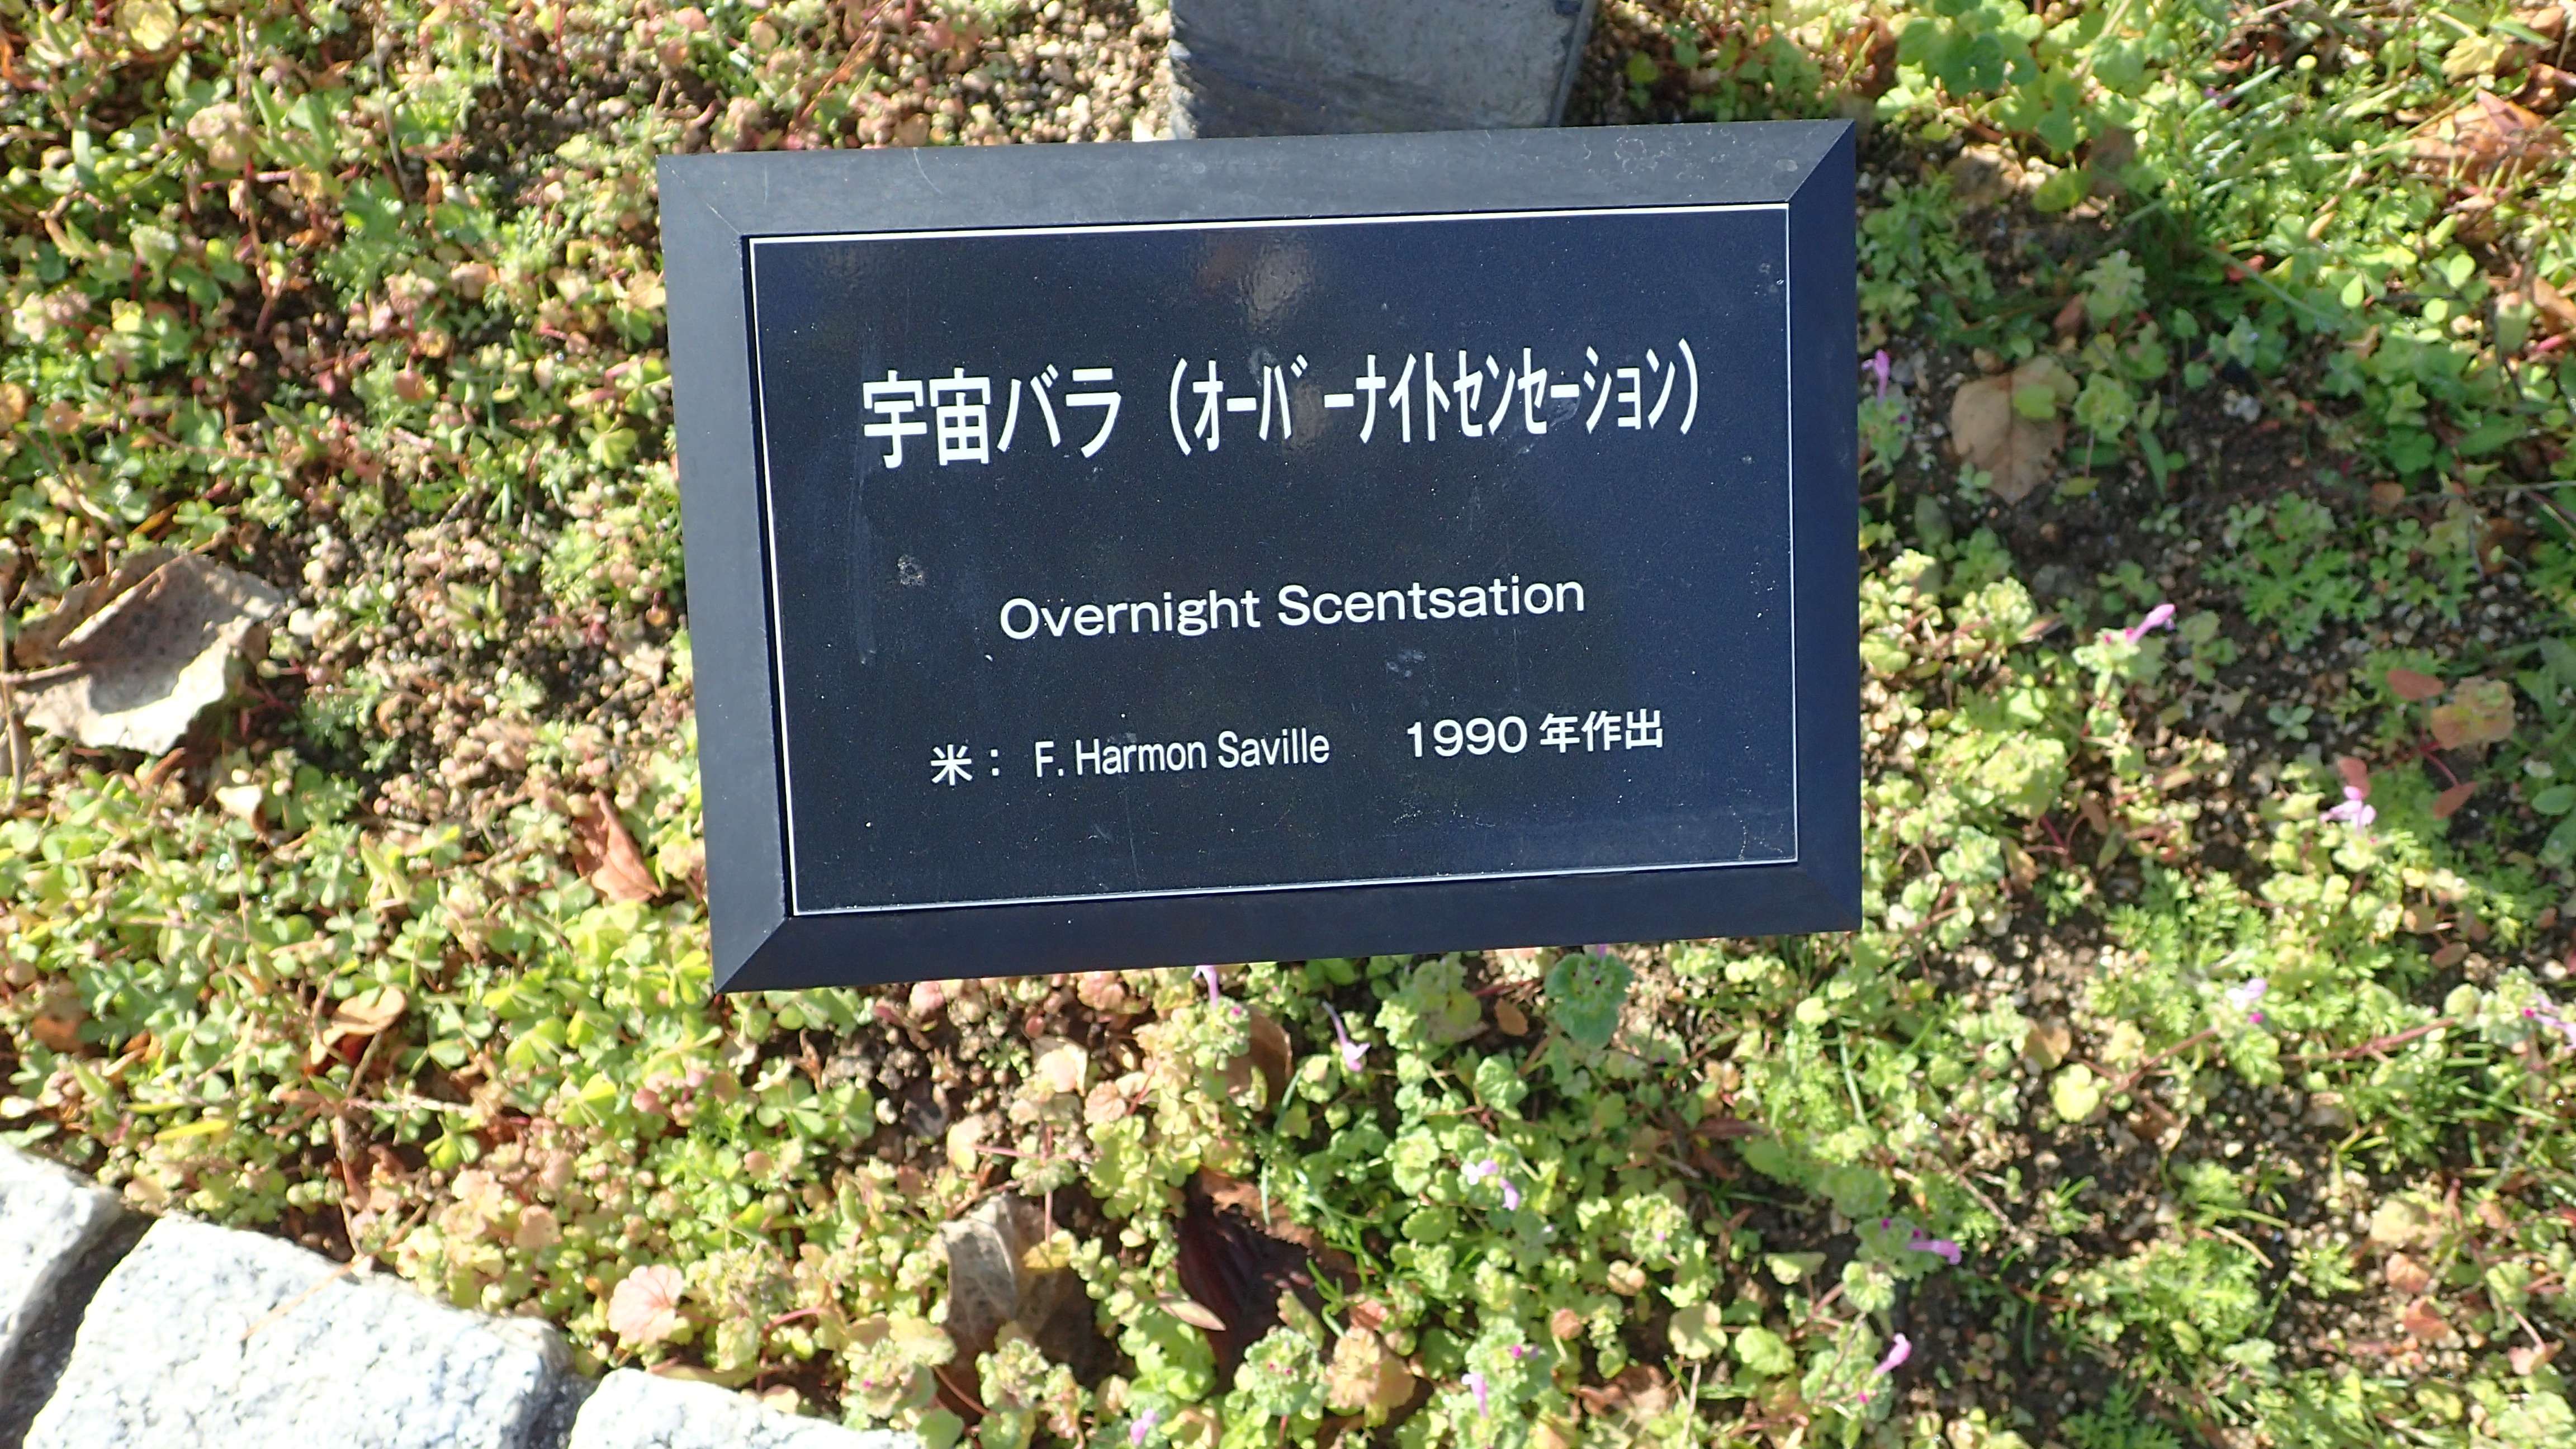 宇宙バラ（ｵｰﾊﾞｰﾅｲﾄｾﾝｾｰｼｮﾝ）
Overnight Scentsation
米： F. Harmon Saville 1990年作出